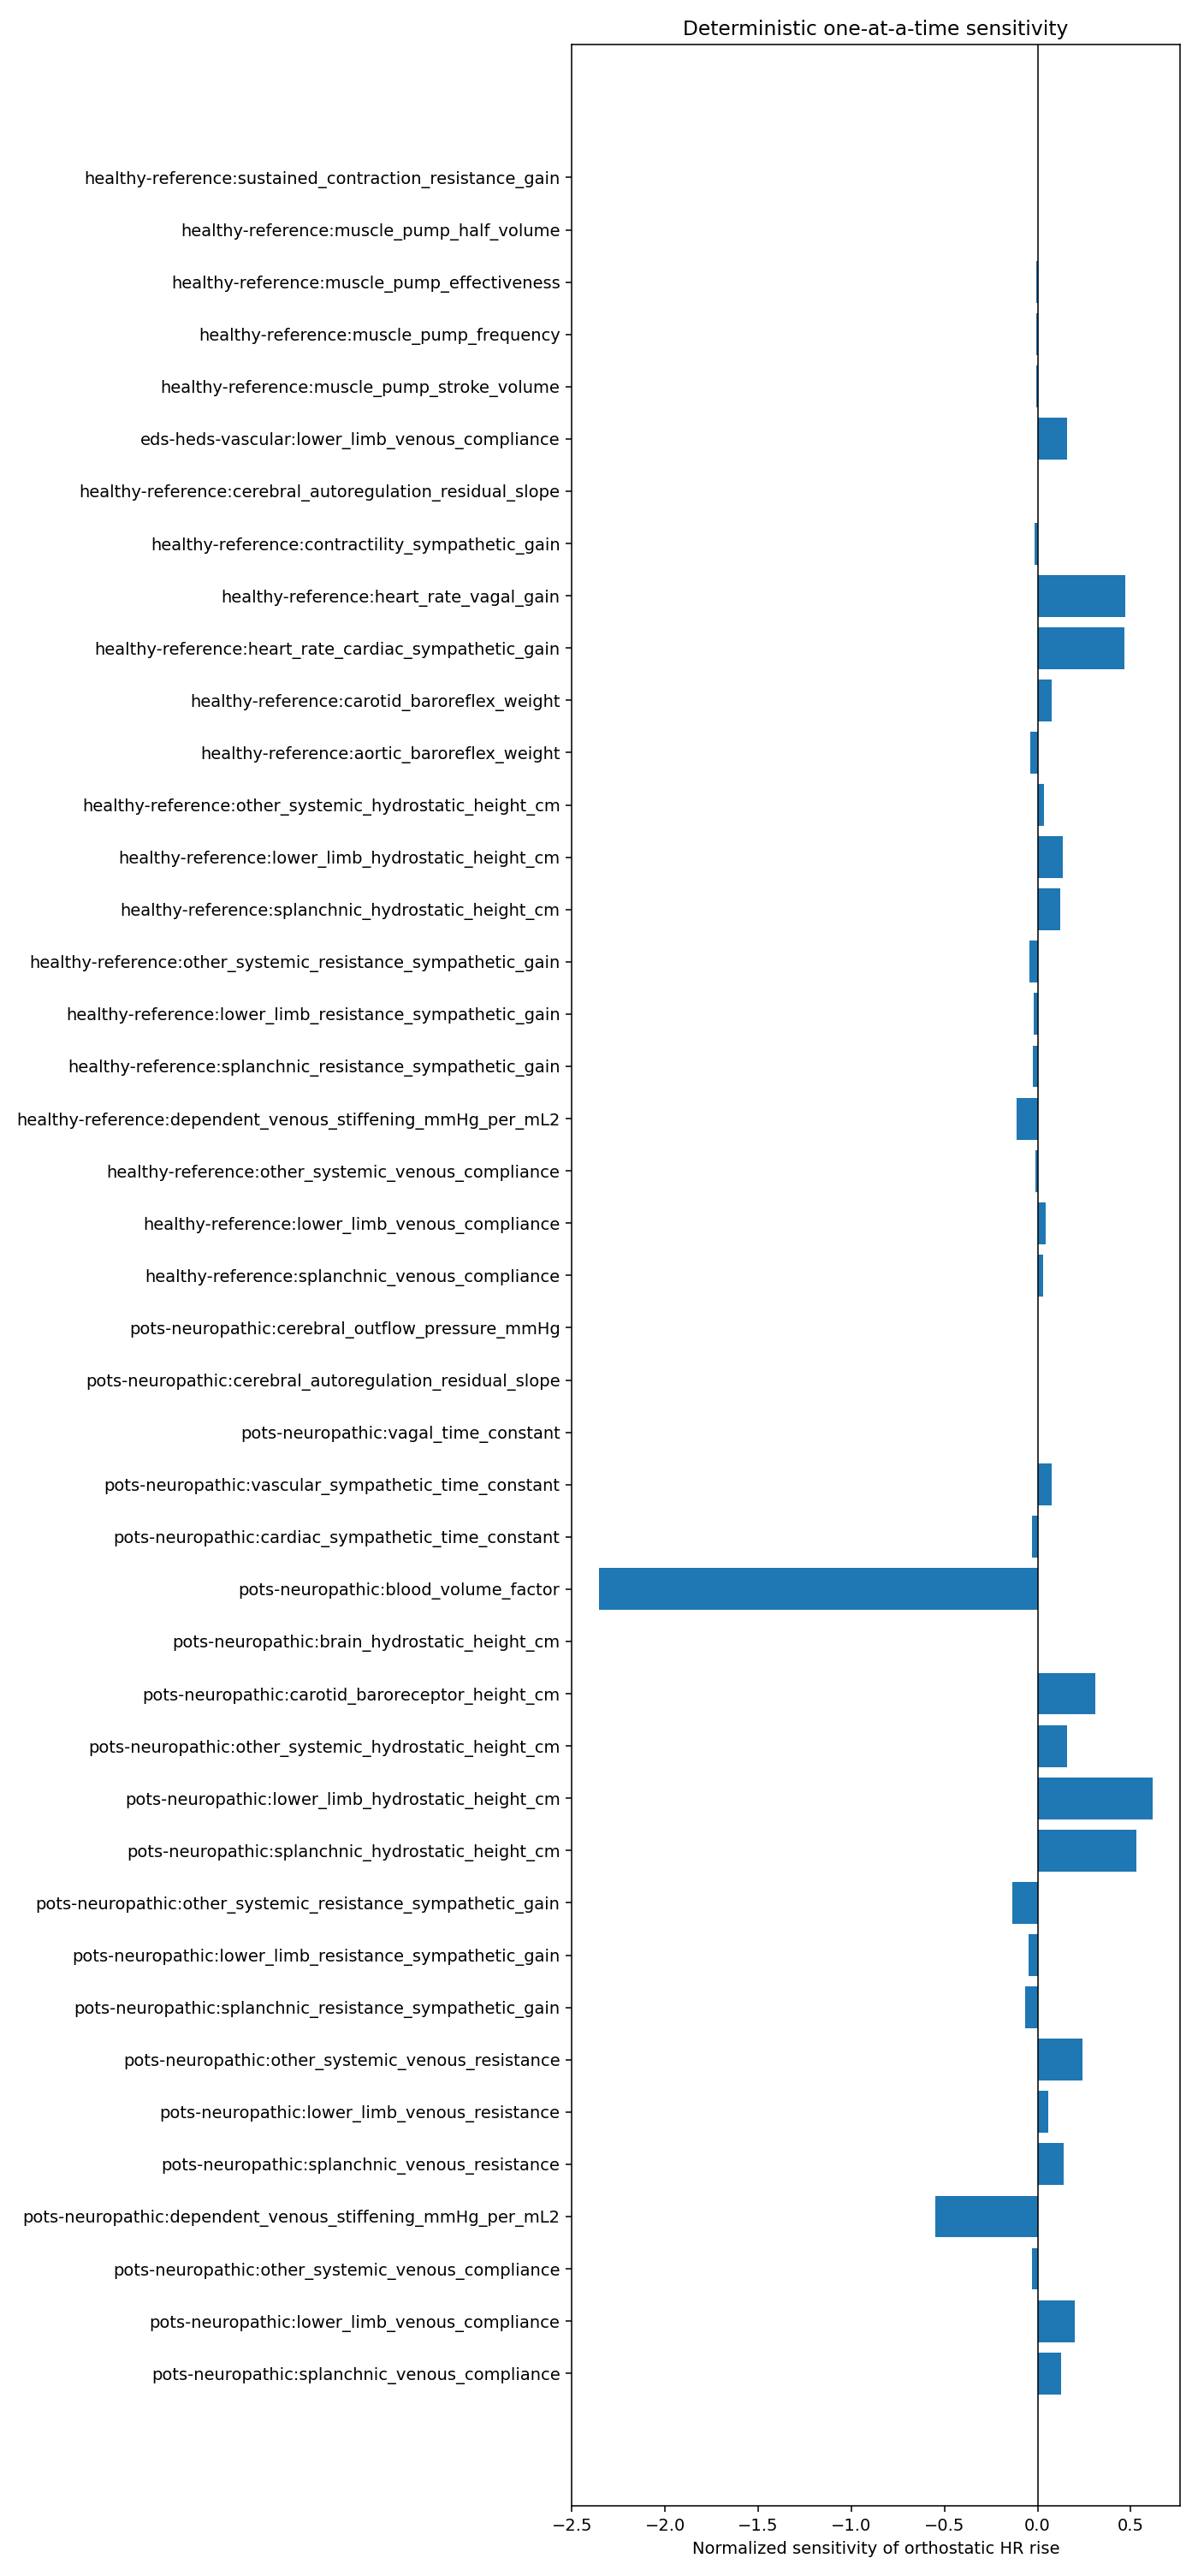 Deterministic one-at-a-time sensitivity
healthy-reference:sustained_contraction_resistance_gain
healthy-reference:muscle_pump_half_volume
healthy-reference:muscle_pump_effectiveness
healthy-reference:muscle_pump_frequency
healthy-reference:muscle_pump_stroke_volume
eds-heds-vascular:lower_limb_venous_compliance
healthy-reference:cerebral_autoregulation_residual_slope
healthy-reference:contractility_sympathetic_gain
healthy-reference:heart_rate_vagal_gain
healthy-reference:heart_rate_cardiac_sympathetic_gain
healthy-reference:carotid_baroreflex_weight
healthy-reference:aortic_baroreflex_weight
healthy-reference:other_systemic_hydrostatic_height_cm
healthy-reference:lower_limb_hydrostatic_height_cm
healthy-reference:splanchnic_hydrostatic_height_cm
healthy-reference:other_systemic_resistance_sympathetic_gain
healthy-reference:lower_limb_resistance_sympathetic_gain
healthy-reference:splanchnic_resistance_sympathetic_gain
healthy-reference:dependent_venous_stiffening_mmHg_per_mL2
healthy-reference:other_systemic_venous_compliance
healthy-reference:lower_limb_venous_compliance
healthy-reference:splanchnic_venous_compliance
pots-neuropathic:cerebral_outflow_pressure_mmHg
pots-neuropathic:cerebral_autoregulation_residual_slope
pots-neuropathic:vagal_time_constant
pots-neuropathic:vascular_sympathetic_time_constant
pots-neuropathic:cardiac_sympathetic_time_constant
pots-neuropathic:blood_volume_factor
pots-neuropathic:brain_hydrostatic_height_cm
pots-neuropathic:carotid_baroreceptor_height_cm
pots-neuropathic:other_systemic_hydrostatic_height_cm
pots-neuropathic:lower_limb_hydrostatic_height_cm
pots-neuropathic:splanchnic_hydrostatic_height_cm
pots-neuropathic:other_systemic_resistance_sympathetic_gain
pots-neuropathic:lower_limb_resistance_sympathetic_gain
pots-neuropathic:splanchnic_resistance_sympathetic_gain
pots-neuropathic:other_systemic_venous_resistance
pots-neuropathic:lower_limb_venous_resistance
pots-neuropathic:splanchnic_venous_resistance
pots-neuropathic:dependent_venous_stiffening_mmHg_per_mL2
pots-neuropathic:other_systemic_venous_compliance
pots-neuropathic:lower_limb_venous_compliance
pots-neuropathic:splanchnic_venous_compliance
−2.5 −2.0 −1.5 −1.0 −0.5 0.0 0.5
Normalized sensitivity of orthostatic HR rise